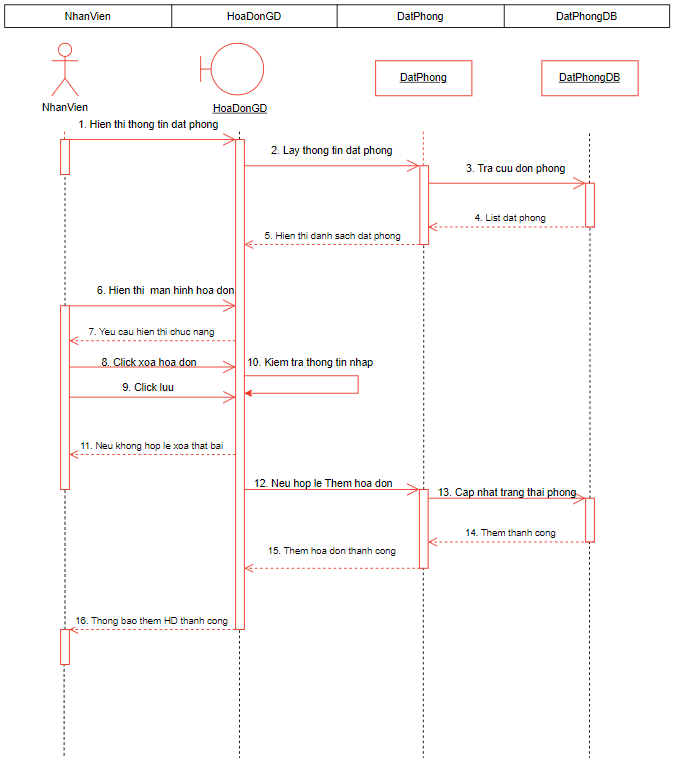 NhanVien
HoaDonGD
DatPhong
DatPhongDB
NhanVien
HoaDonGD
DatPhong
DatPhongDB
1. Hien thi thong tin dat phong
2. Lay thong tin dat phong
3. Tra cuu don phong
4. List dat phong
5. Hien thi danh sach dat phong
6. Hien thi man hinh hoa don
7. Yeu cau hien thi chuc nang
8. Click xoa hoa don
9. Click luu
10. Kiem tra thong tin nhap
11. Neu khong hop le xoa that bai
12. Neu hop le Them hoa don
13. Cap nhat trang thai phong
14. Them thanh cong
15. Them hoa don thanh cong
16. Thong bao them HD thanh cong